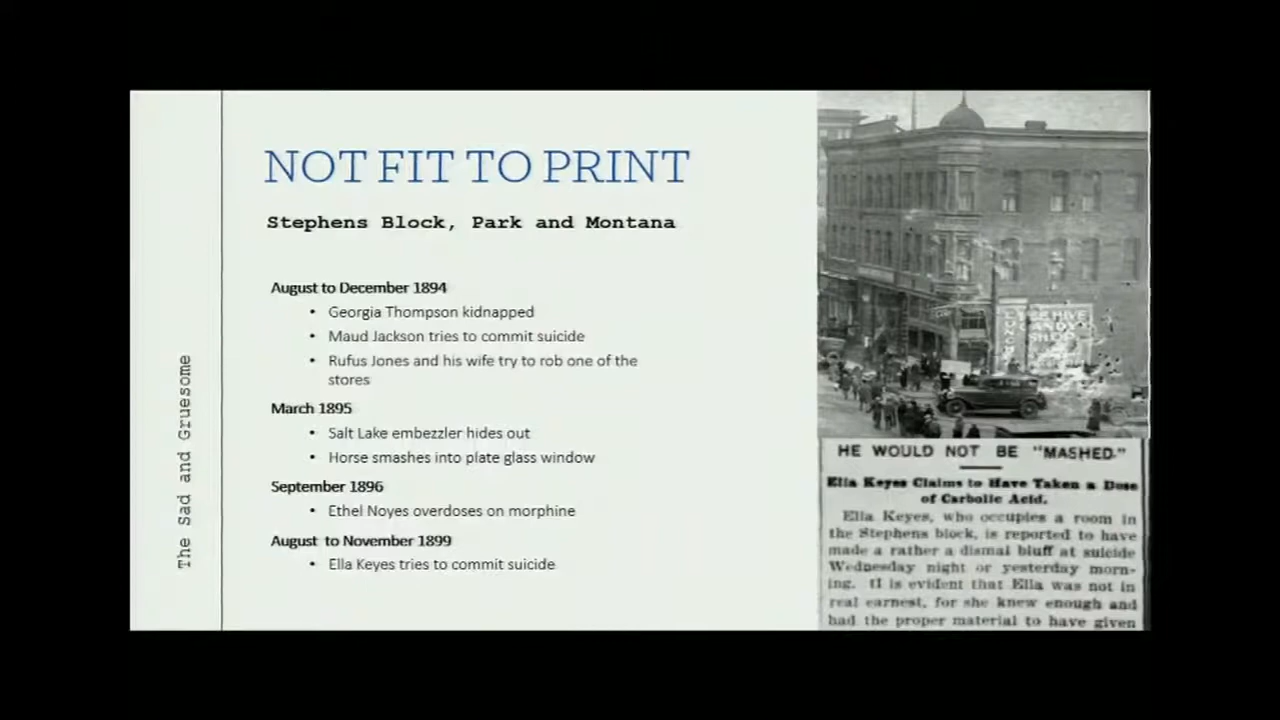 The Sad and Gruesome
NOT FIT TO PRINT
Stephens Block, Park and Montana
August to December 1894
• Georgia Thompson kidnapped
• Maud Jackson tries to commit suicide
• Rufus Jones and his wife try to rob one of the
stores
March 1895
• Salt Lake embezzler hides out
• Horse smashes into plate glass window
September 1896
• Ethel Noyes overdoses on morphine
August to November 1899
• Ella Keyes tries to commit suicide
LUNCH
BEE HIVE
CANDY
SHOP
HE WOULD NOT BE "MASHED."
Ella Keyes Claims to Have Taken a Dose
of Carbolic Acid.
Ella Keyes, who occupies a room in
the Stephens block, is reported to have
made a rather a dismal bluff at suicide
Wednesday night or yesterday morn-
ing. tI is evident that Ella was not in
real earnest, for she knew enough and
had the proper material to have given